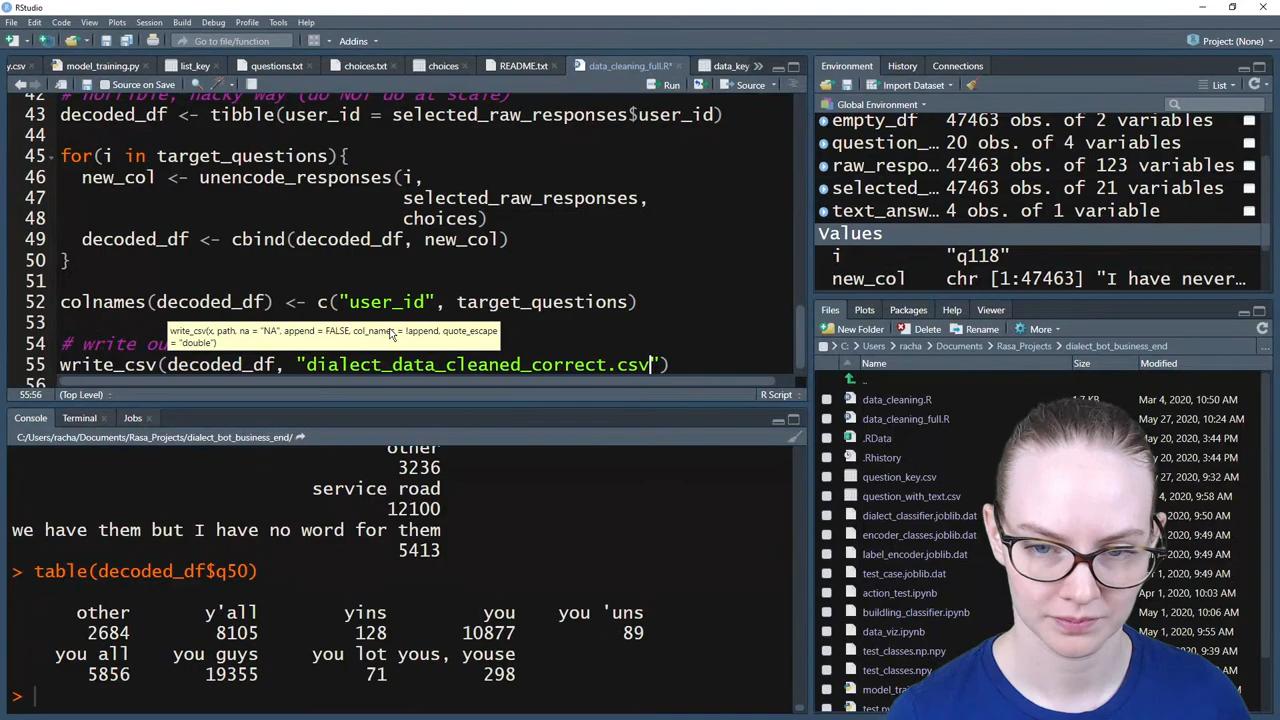 RStudio
File Edit Code View Plots Session Build Debug Profile Tools Help
Go to file/function Addins Project: (None)
y.csv model_training.py list_key questions.txt choices.txt choices README.txt data_cleaning_full.R* data_key
Source on Save Run Source
42 # horrible, hacky way (do NOT do at scale)
43 decoded_df <- tibble(user_id = selected_raw_responses$user_id)
44
45 for(i in target_questions){
46 new_col <- unencode_responses(i,
47 selected_raw_responses,
48 choices)
49 decoded_df <- cbind(decoded_df, new_col)
50 }
51
52 colnames(decoded_df) <- c("user_id", target_questions)
53
write_csv(x, path, na = "NA", append = FALSE, col_names = !append, quote_escape
= "double")
54 # write ou
55 write_csv(decoded_df, "dialect_data_cleaned_correct.csv")
56
55:56 (Top Level) R Script
Console Terminal Jobs
C:/Users/racha/Documents/Rasa_Projects/dialect_bot_business_end/
other
3236
service road
12100
we have them but I have no word for them
5413
> table(decoded_df$q50)
other y'all yins you you 'uns
2684 8105 128 10877 89
you all you guys you lot yous, youse
5856 19355 71 298
>
Environment History Connections
Import Dataset List
Global Environment
empty_df 47463 obs. of 2 variables
question_… 20 obs. of 4 variables
raw_respo… 47463 obs. of 123 variables
selected_… 47463 obs. of 21 variables
text_answ… 4 obs. of 1 variable
Values
i "q118"
new_col chr [1:47463] "I have never…
Files Plots Packages Help Viewer
New Folder Delete Rename More
C: Users racha Documents Rasa_Projects dialect_bot_business_end
Name Size Modified
..
data_cleaning.R 1.7 KB Mar 4, 2020, 10:50 AM
data_cleaning_full.R May 27, 2020, 10:24 AM
.RData 20, 2020, 3:44 PM
.Rhistory 20, 2020, 3:44 PM
question_key.csv 27, 2020, 9:32 AM
question_with_text.csv 4, 2020, 9:58 AM
dialect_classifier.joblib.dat 2020, 9:50 AM
encoder_classes.joblib.dat 2020, 9:49 AM
label_encoder.joblib.dat 2020, 9:49 AM
test_case.joblib.dat 2020, 9:49 AM
action_test.ipynb Apr 1, 2020, 10:03 AM
buildling_classifier.ipynb 1, 2020, 10:06 AM
data_viz.ipynb 1, 2020, 9:55 AM
test_classes.np.npy 2020, 9:49 AM
test_classes.npy 2020, 9:49 AM